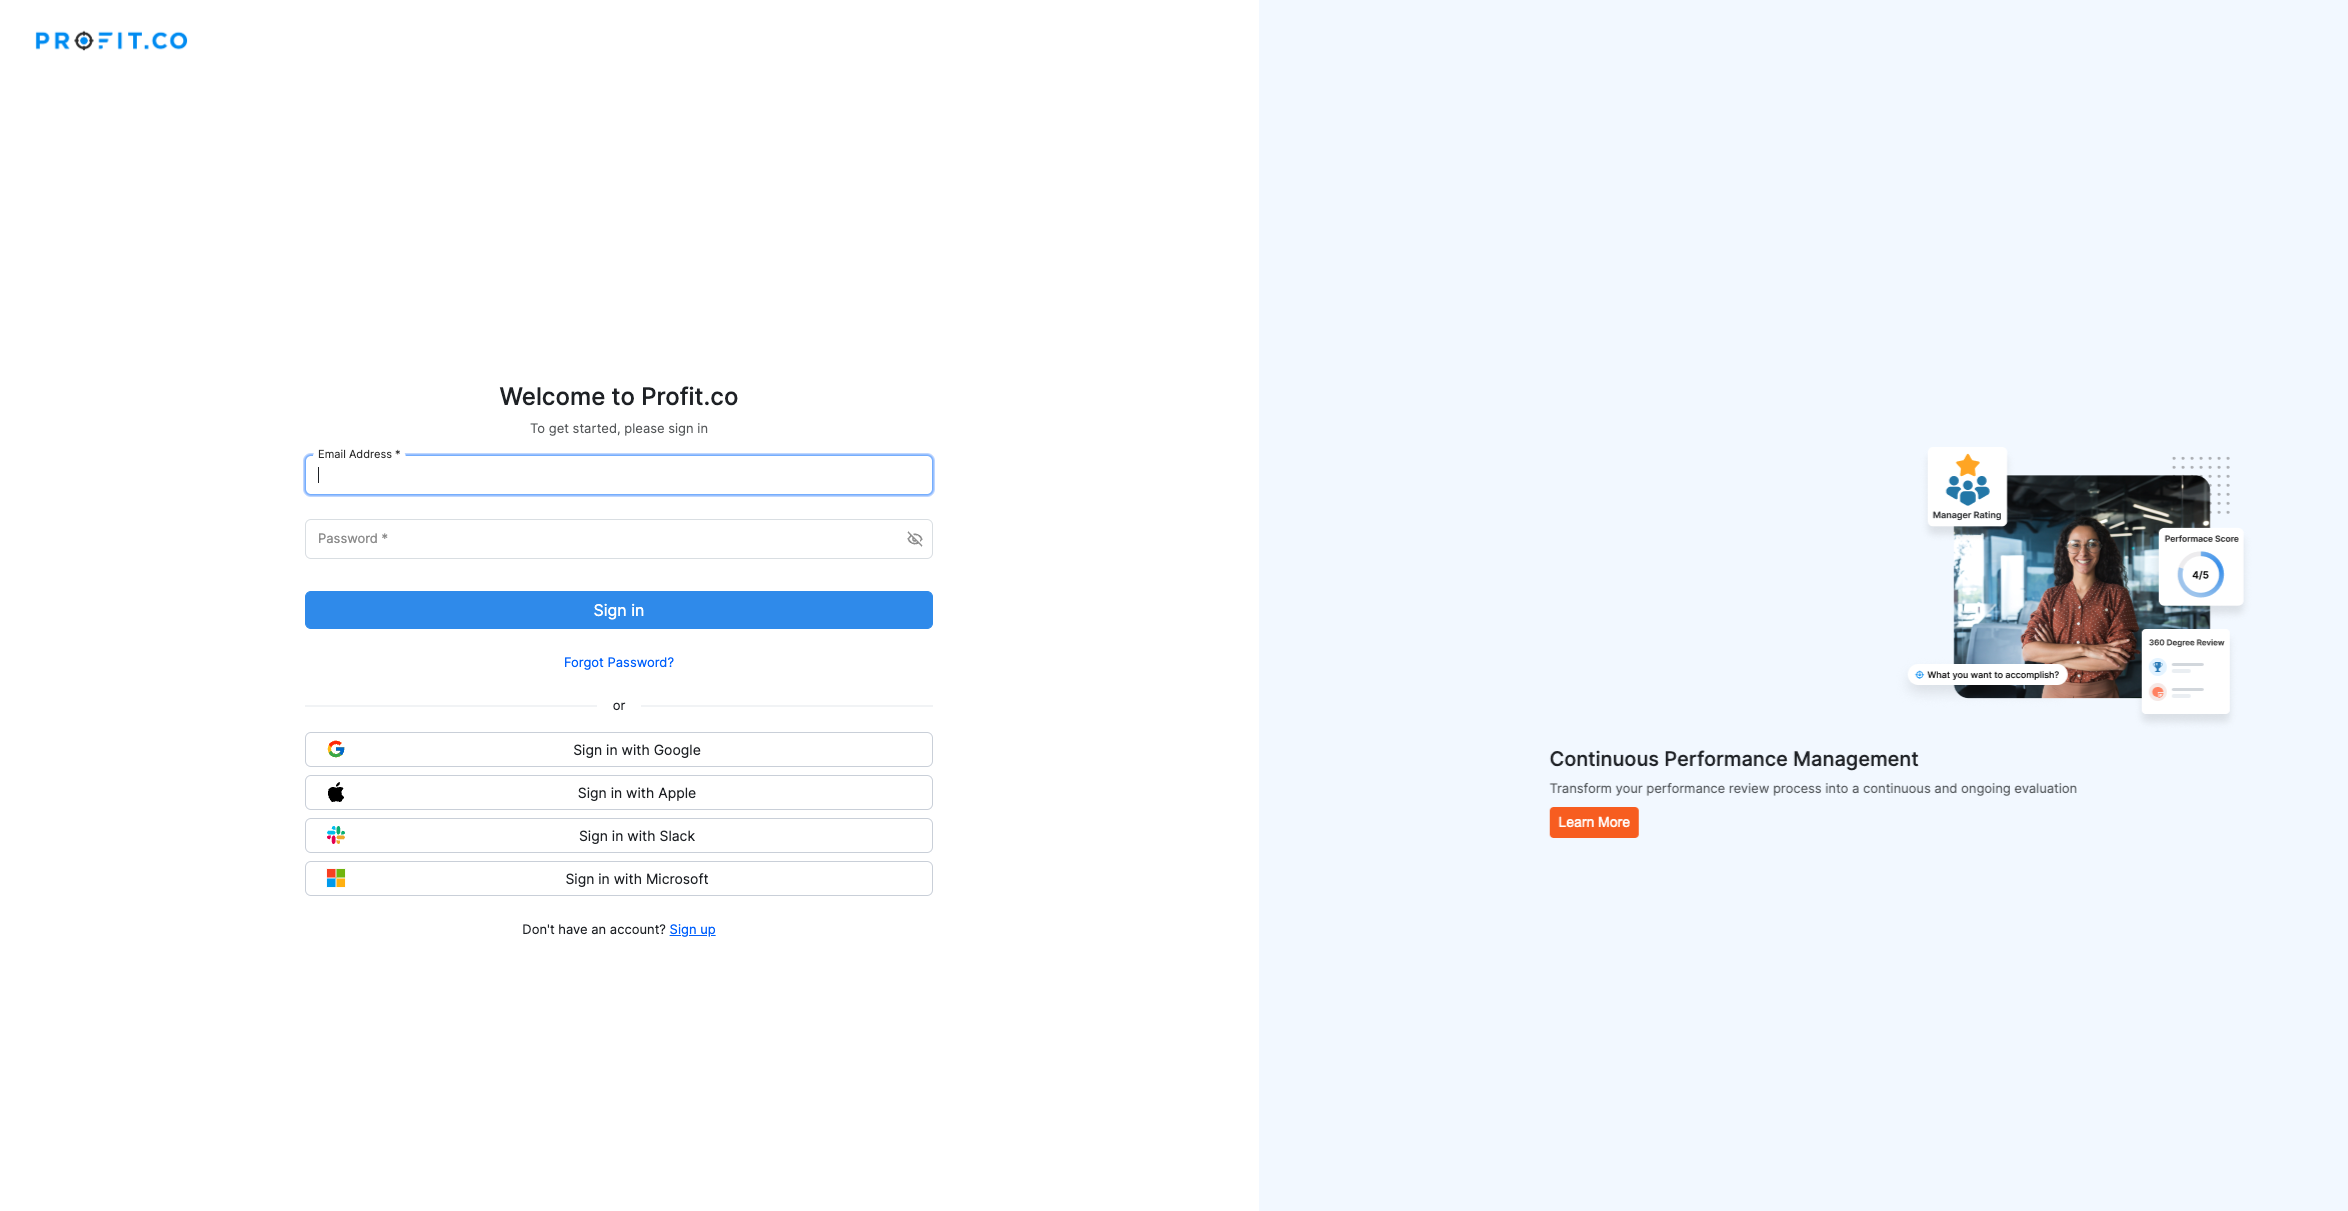 PROFIT.CO
Welcome to Profit.co
To get started, please sign in
Email Address *
Password *
Sign in
Forgot Password?
or
Sign in with Google
Sign in with Apple
Sign in with Slack
Sign in with Microsoft
Don't have an account? Sign up
Manager Rating
Performace Score
4/5
360 Degree Review
What you want to accomplish?
Continuous Performance Management
Transform your performance review process into a continuous and ongoing evaluation
Learn More